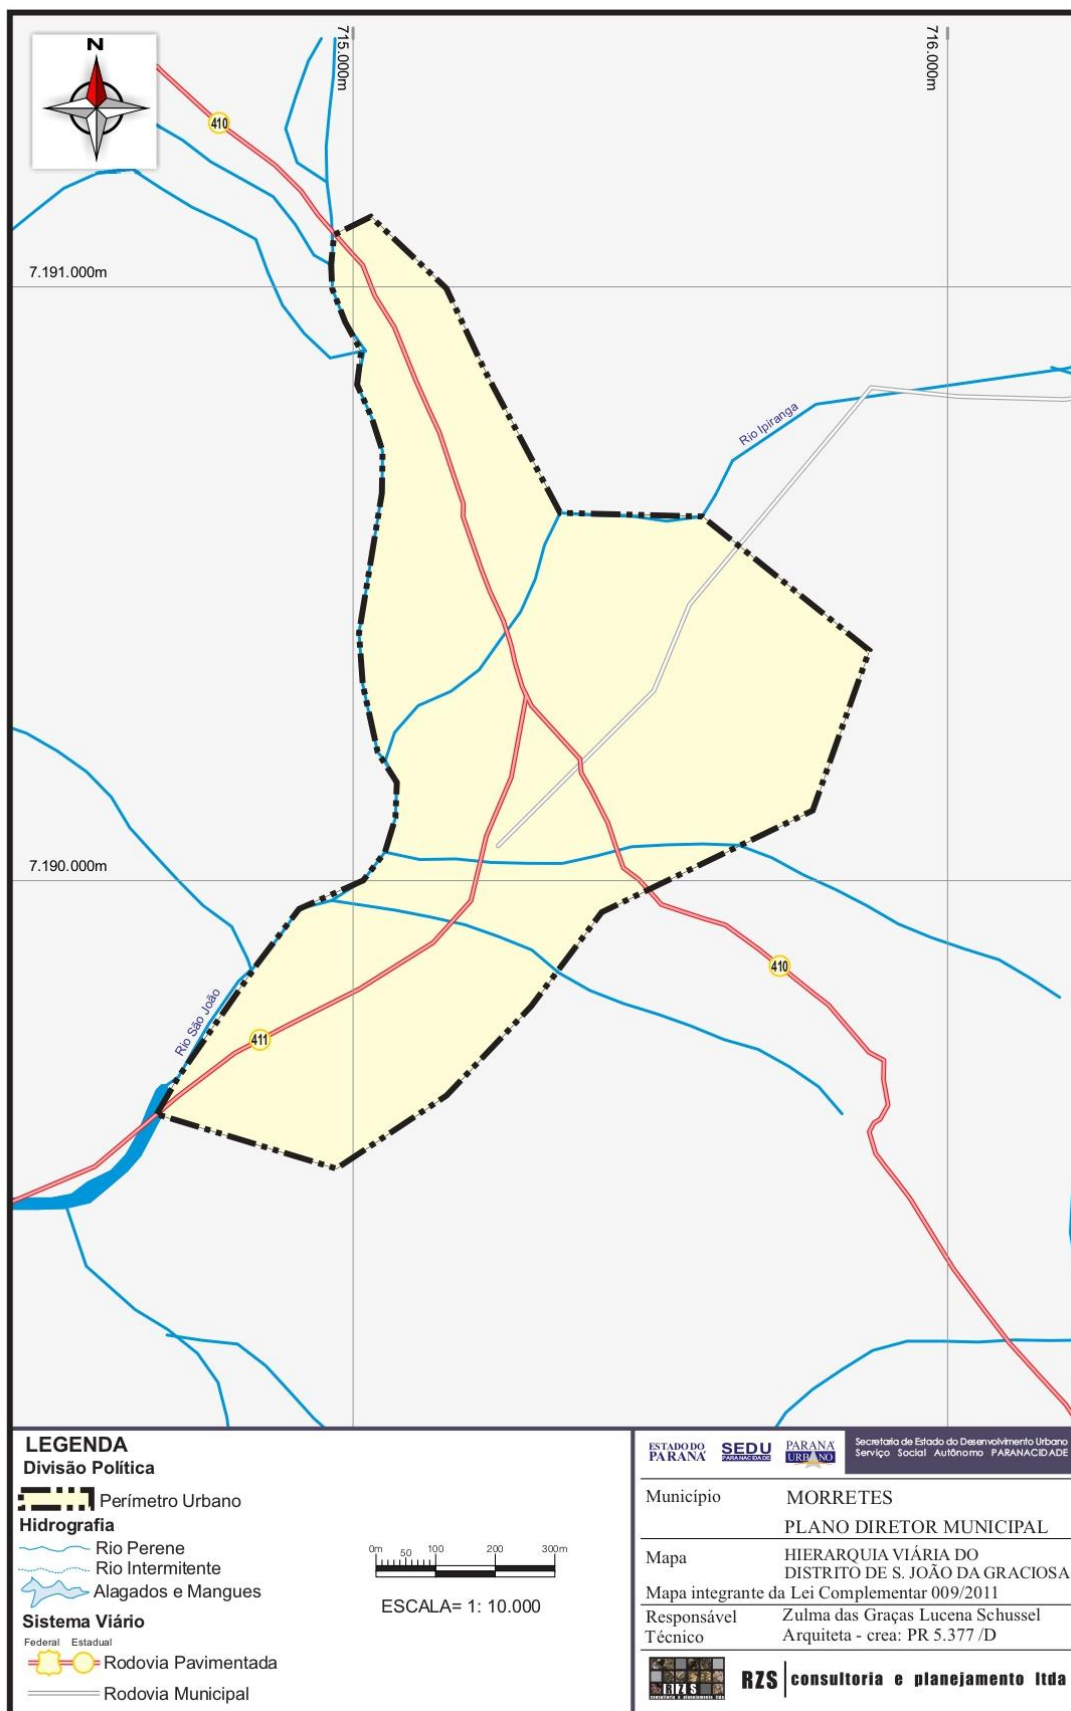 N
715.000m
716.000m
410
7.191.000m
Rio Ipiranga
7.190.000m
410
Rio São João
411
LEGENDA
Divisão Política
Perímetro Urbano
Hidrografia
Rio Perene
Rio Intermitente
Alagados e Mangues
Sistema Viário
Federal Estadual
Rodovia Pavimentada
Rodovia Municipal
0m 50 100 200 300m
ESCALA= 1: 10.000
ESTADO DO PARANÁ
SEDU PARANACIDADE
PARANÁ URBANO
Secretaria de Estado do Desenvolvimento Urbano
Serviço Social Autônomo PARANACIDADE
Município MORRETES
PLANO DIRETOR MUNICIPAL
Mapa HIERARQUIA VIÁRIA DO
DISTRITO DE S. JOÃO DA GRACIOSA
Mapa integrante da Lei Complementar 009/2011
Responsável Zulma das Graças Lucena Schussel
Técnico Arquiteta - crea: PR 5.377 /D
RZS
consultoria e planejamento ltda
RZS consultoria e planejamento ltda